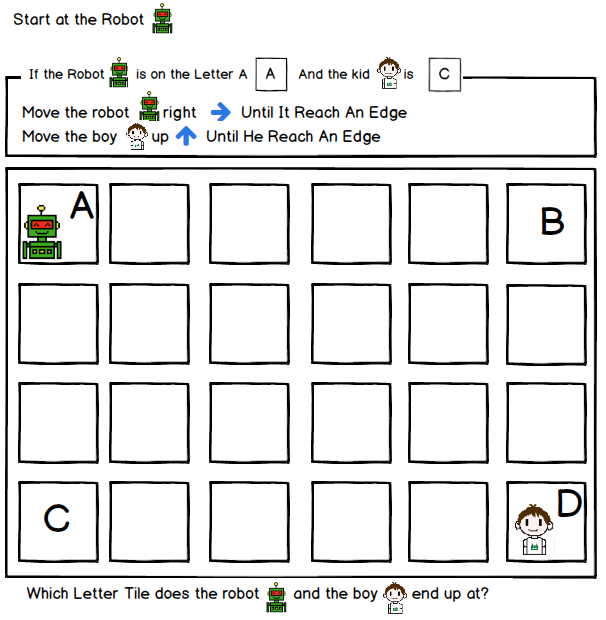 Start at the Robot
If the Robot is on the Letter A A And the kid is C
Move the robot right Until It Reach An Edge
Move the boy up Until He Reach An Edge
A
B
C
D
Which Letter Tile does the robot and the boy end up at?